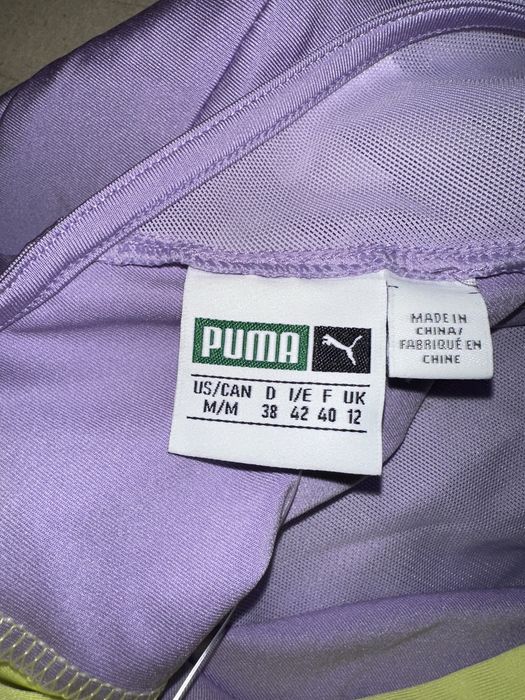 PUMA
US/CAN D I/E F UK
M/M 38 42 40 12
MADE IN
CHINA/
FABRIQUÉ EN
CHINE